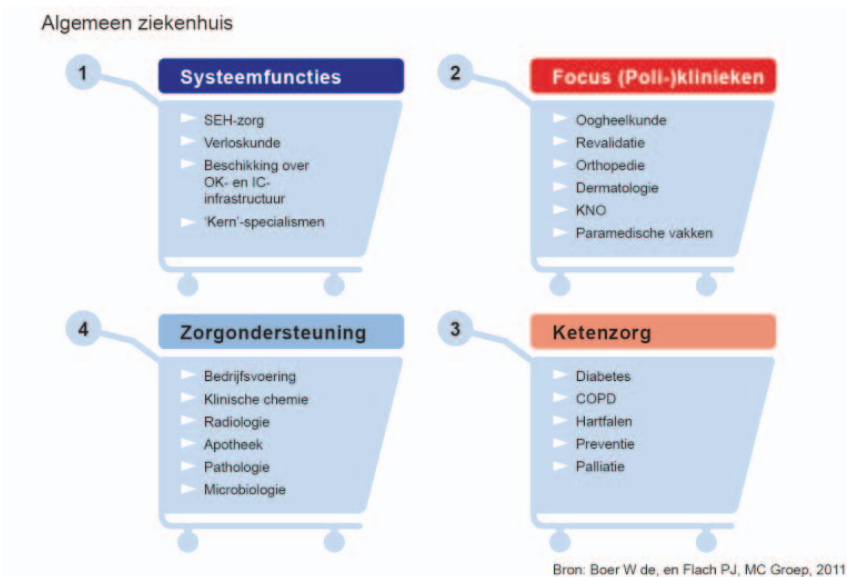 Algemeen ziekenhuis
1
Systeemfuncties
SEH-zorg
Verloskunde
Beschikking over
OK- en IC-
infrastructuur
'Kern'-specialismen
2
Focus (Poli-)klinieken
Oogheelkunde
Revalidatie
Orthopedie
Dermatologie
KNO
Paramedische vakken
4
Zorgondersteuning
Bedrijfsvoering
Klinische chemie
Radiologie
Apotheek
Pathologie
Microbiologie
3
Ketenzorg
Diabetes
COPD
Hartfalen
Preventie
Palliatie
Bron: Boer W de, en Flach PJ, MC Groep, 2011